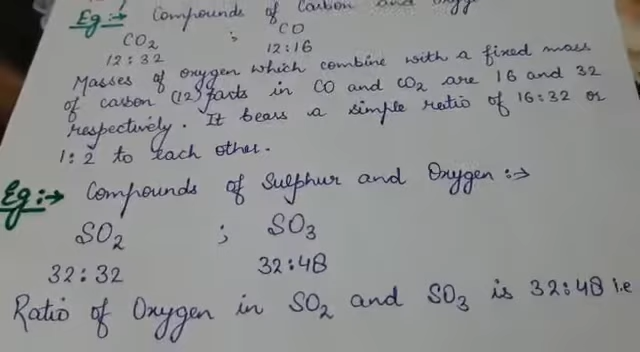 Eg:→ Compounds of Carbon and
CO2 ; CO
12:32 12:16
Masses of oxygen which combine with a fixed mass
of carbon (12) parts in CO and CO2 are 16 and 32
respectively. It bears a simple ratio of 16:32 or
1:2 to each other.
Eg:→ Compounds of Sulphur and Oxygen :→
SO2 ; SO3
32:32 32:48
Ratio of Oxygen in SO2 and SO3 is 32:48 i.e